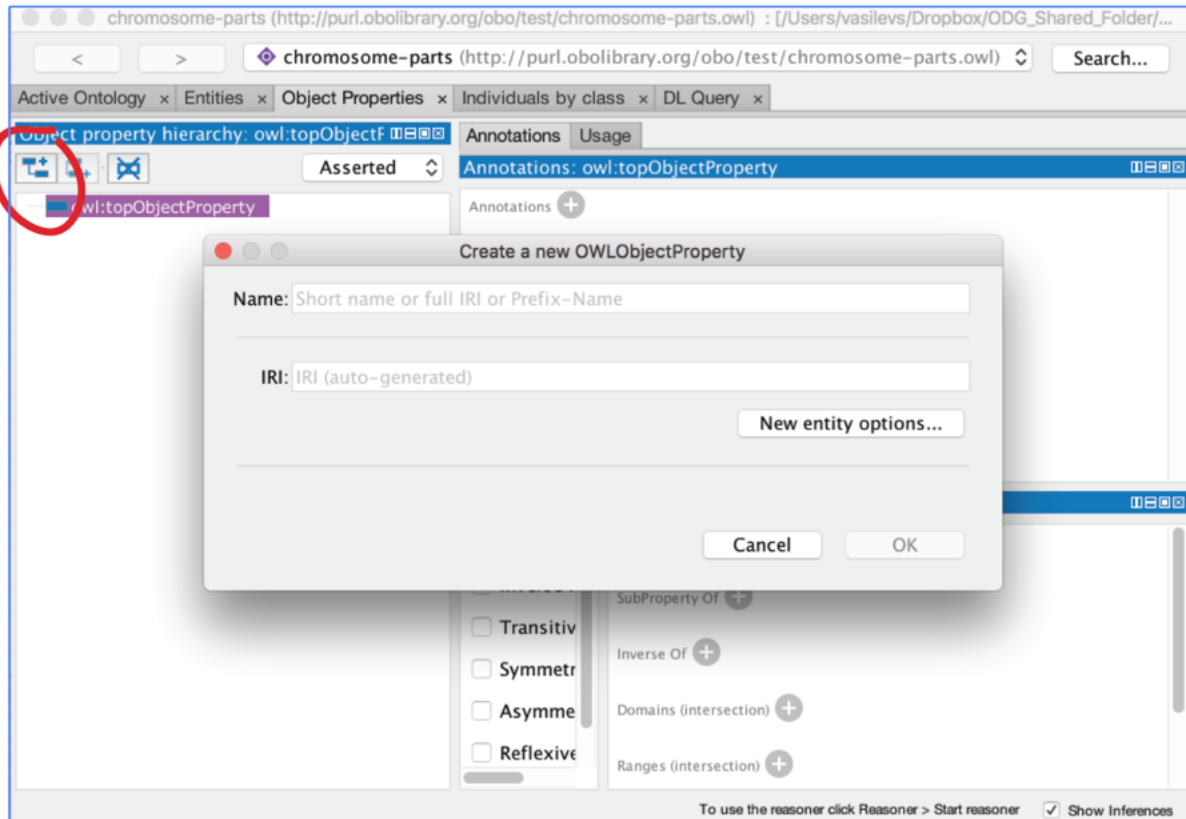 chromosome-parts (http://purl.obolibrary.org/obo/test/chromosome-parts.owl) : [/Users/vasilevs/Dropbox/ODG_Shared_Folder/...
< > chromosome-parts (http://purl.obolibrary.org/obo/test/chromosome-parts.owl) Search...
Active Ontology × Entities × Object Properties × Individuals by class × DL Query ×
Object property hierarchy: owl:topObjectF
Annotations Usage
Asserted
Annotations: owl:topObjectProperty
owl:topObjectProperty
Annotations
Create a new OWLObjectProperty
Name: Short name or full IRI or Prefix-Name
IRI: IRI (auto-generated)
New entity options...
Cancel OK
SubProperty Of
Transitiv
Inverse Of
Symmetr
Asymme
Domains (intersection)
Reflexive
Ranges (intersection)
To use the reasoner click Reasoner > Start reasoner Show Inferences